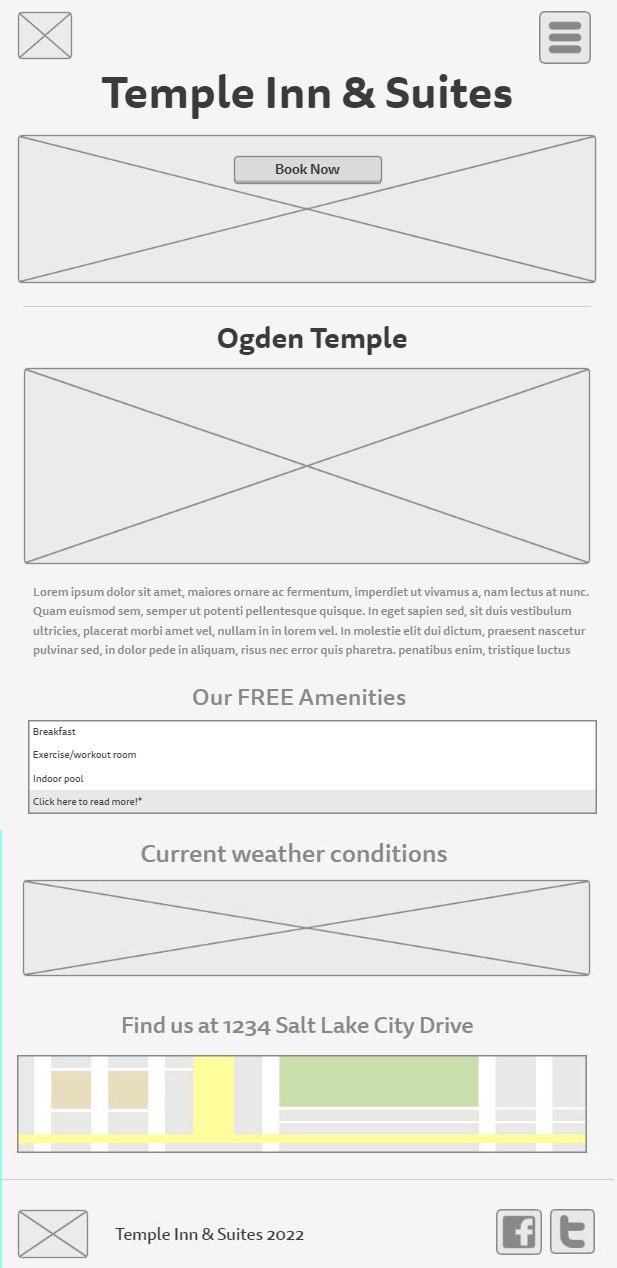 Temple Inn & Suites
Book Now
Ogden Temple
Lorem ipsum dolor sit amet, maiores ornare ac fermentum, imperdiet ut vivamus a, nam lectus at nunc.
Quam euismod sem, semper ut potenti pellentesque quisque. In eget sapien sed, sit duis vestibulum
ultricies, placerat morbi amet vel, nullam in in lorem vel. In molestie elit dui dictum, praesent nascetur
pulvinar sed, in dolor pede in aliquam, risus nec error quis pharetra. penatibus enim, tristique luctus
Our FREE Amenities
Breakfast
Exercise/workout room
Indoor pool
Click here to read more!*
Current weather conditions
Find us at 1234 Salt Lake City Drive
Temple Inn & Suites 2022